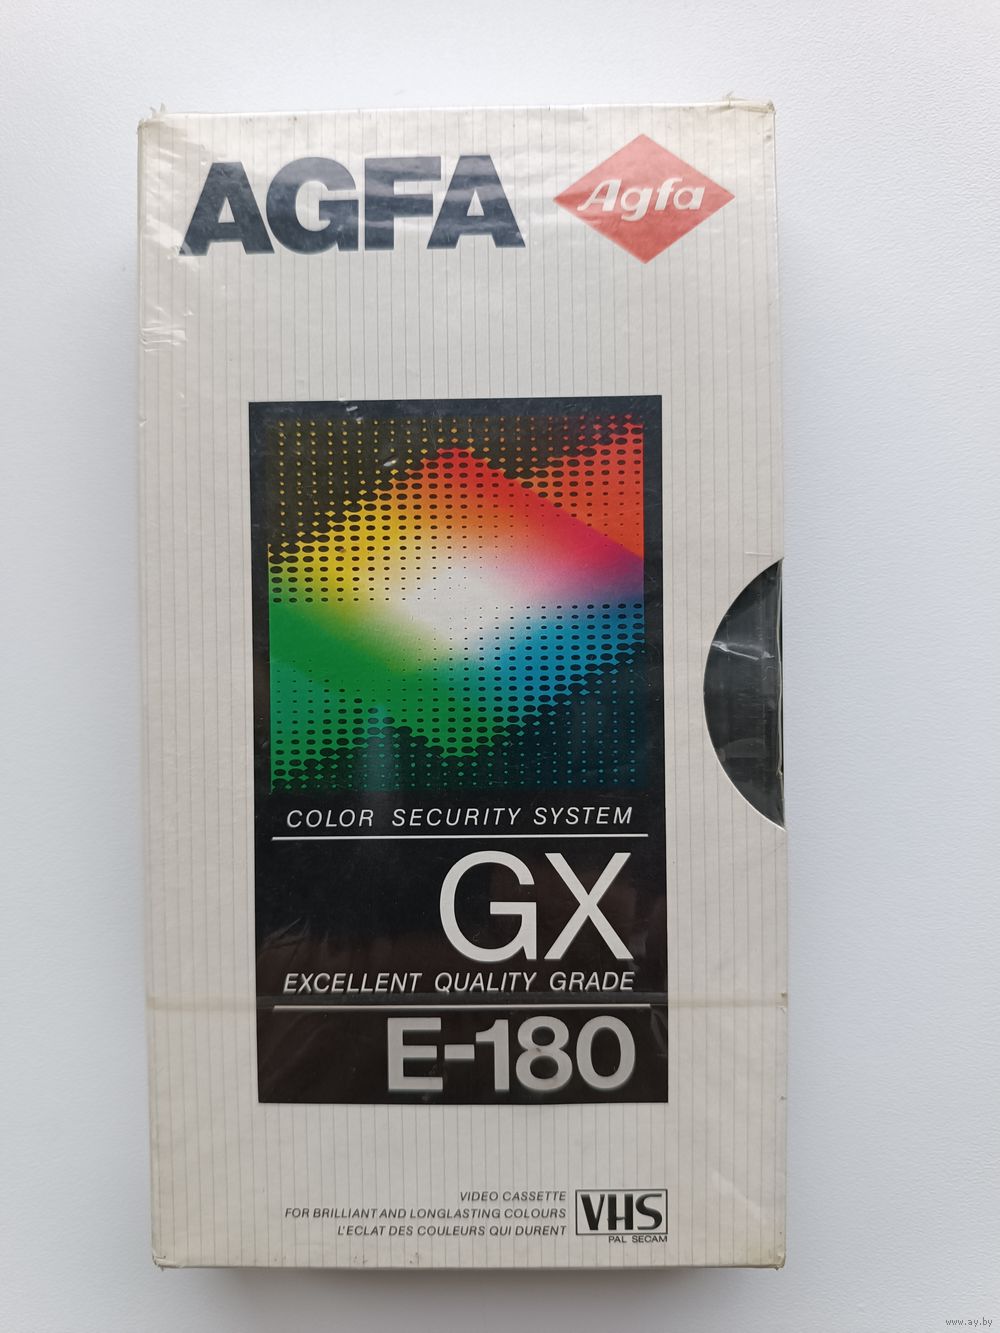 AGFA
Agfa
COLOR SECURITY SYSTEM
GX
EXCELLENT QUALITY GRADE
E-180
VIDEO CASSETTE
FOR BRILLIANT AND LONGLASTING COLOURS
L'ECLAT DES COULEURS QUI DURENT
VHS
PAL SECAM
www.ay.by